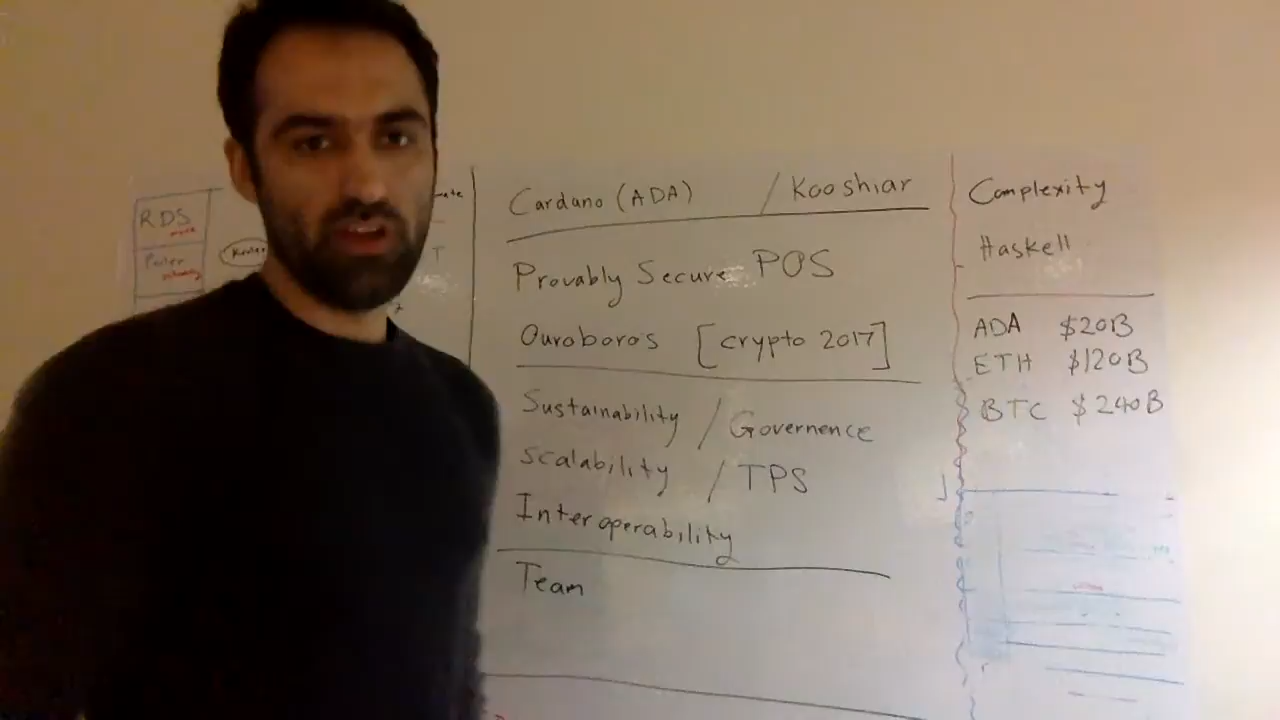 RDS
Cardano (ADA) / Kooshiar
Provably Secure POS
Ouroboros [crypto 2017]
Sustainability / Governence
Scalability / TPS
Interoperability
Team
Complexity
Haskell
ADA $20B
ETH $120B
BTC $240B